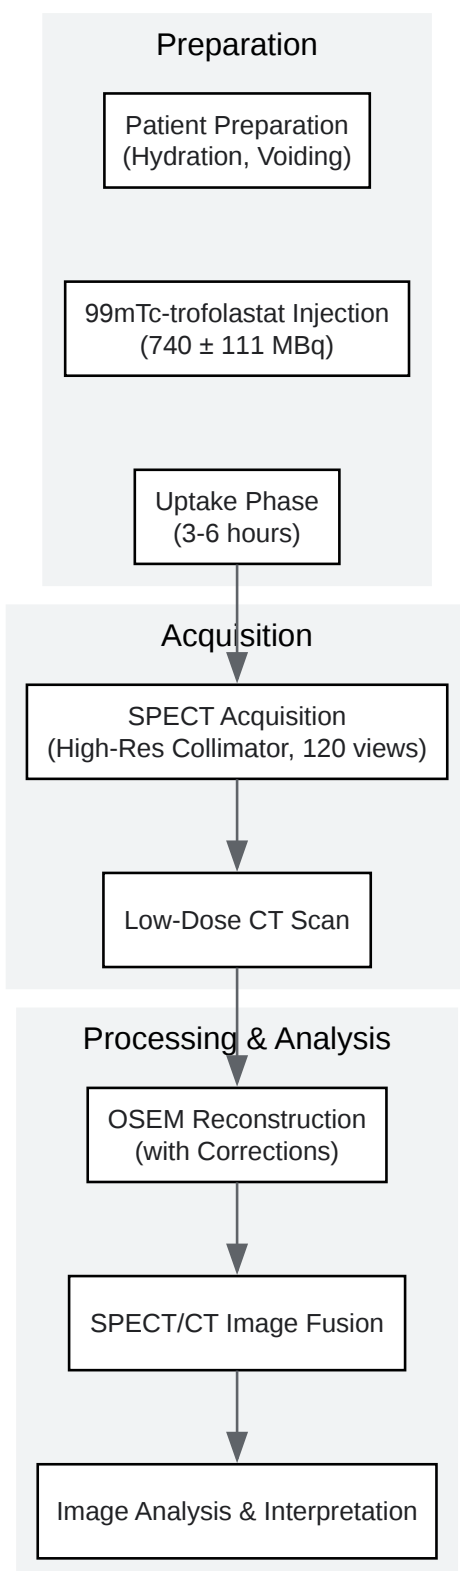 Preparation
Patient Preparation
(Hydration, Voiding)
99mTc-trofolastat Injection
(740 ± 111 MBq)
Uptake Phase
(3-6 hours)
Acquisition
SPECT Acquisition
(High-Res Collimator, 120 views)
Low-Dose CT Scan
Processing & Analysis
OSEM Reconstruction
(with Corrections)
SPECT/CT Image Fusion
Image Analysis & Interpretation